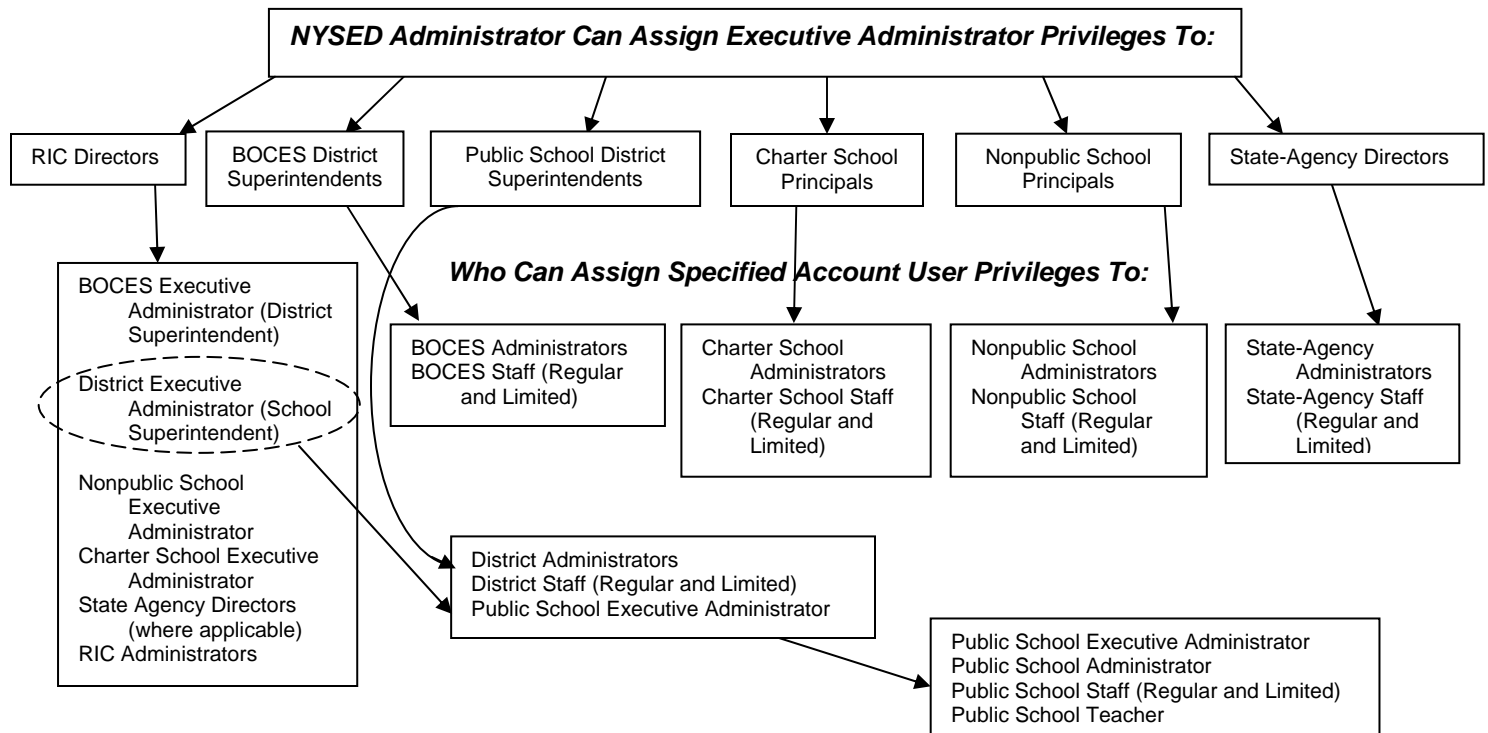 NYSED Administrator Can Assign Executive Administrator Privileges To:
RIC Directors
BOCES District
Superintendents
Public School District
Superintendents
Charter School
Principals
Nonpublic School
Principals
State-Agency Directors
Who Can Assign Specified Account User Privileges To:
BOCES Executive
Administrator (District
Superintendent)
District Executive
Administrator (School
Superintendent)
Nonpublic School
Executive
Administrator
Charter School Executive
Administrator
State Agency Directors
(where applicable)
RIC Administrators
BOCES Administrators
BOCES Staff (Regular
and Limited)
Charter School
Administrators
Charter School Staff
(Regular and
Limited)
Nonpublic School
Administrators
Nonpublic School
Staff (Regular
and Limited)
State-Agency
Administrators
State-Agency Staff
(Regular and
Limited)
District Administrators
District Staff (Regular and Limited)
Public School Executive Administrator
Public School Executive Administrator
Public School Administrator
Public School Staff (Regular and Limited)
Public School Teacher